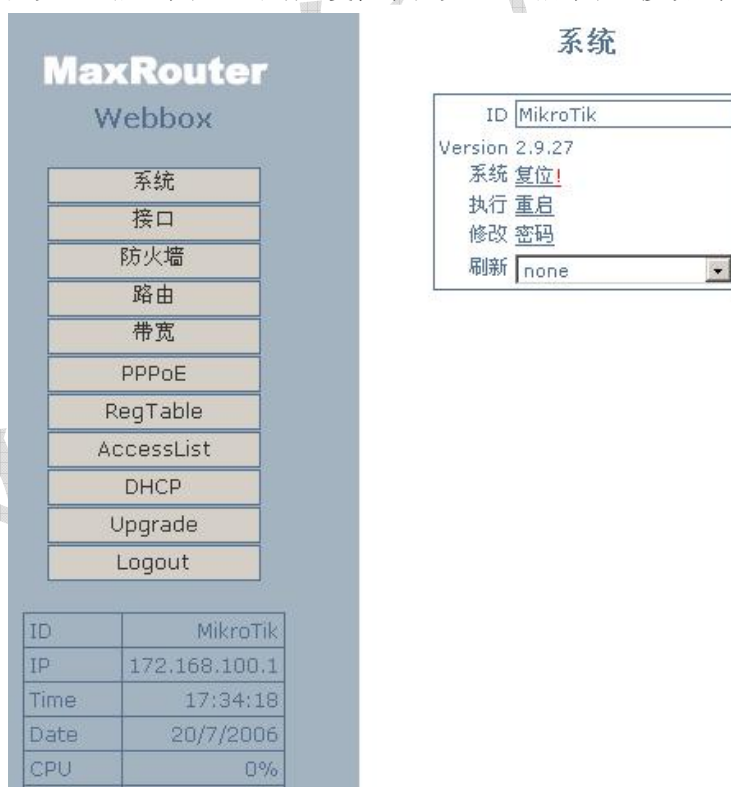 MaxRouter
Webbox
系统
接口
防火墙
路由
带宽
PPPoE
RegTable
AccessList
DHCP
Upgrade
Logout
ID MikroTik
IP 172.168.100.1
Time 17:34:18
Date 20/7/2006
CPU 0%
系统
ID MikroTik
Version 2.9.27
系统 复位!
执行 重启
修改 密码
刷新 none